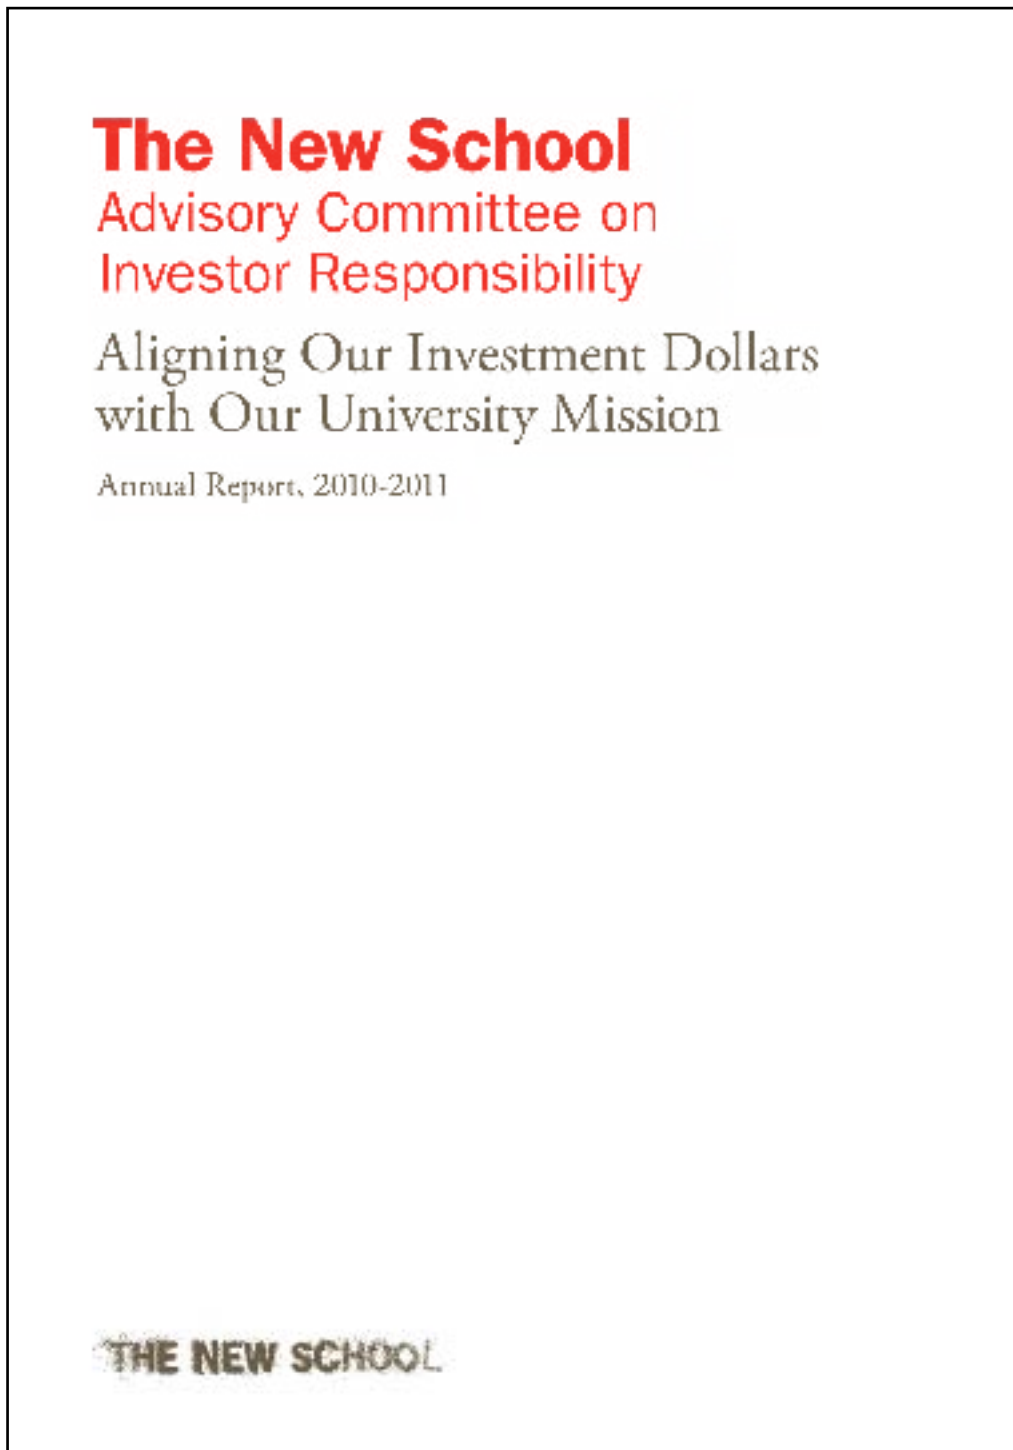 The New School
Advisory Committee on
Investor Responsibility
Aligning Our Investment Dollars
with Our University Mission
Annual Report, 2010-2011
THE NEW SCHOOL